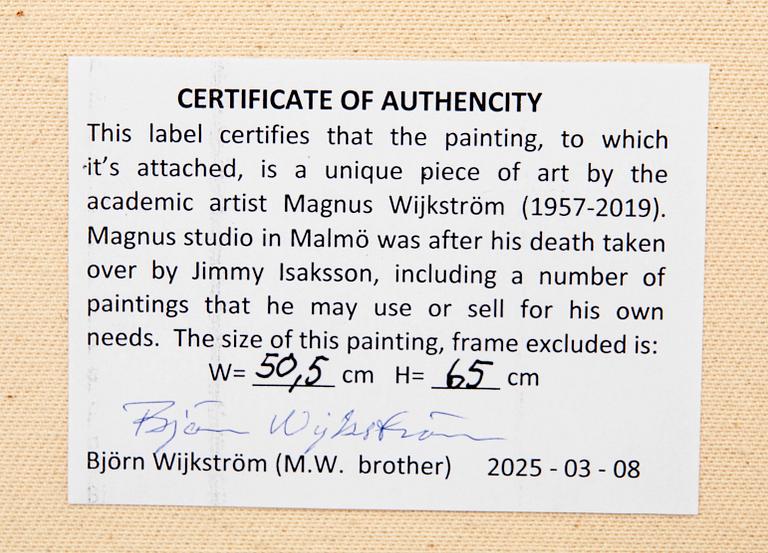 CERTIFICATE OF AUTHENCITY
This label certifies that the painting, to which
it's attached, is a unique piece of art by the
academic artist Magnus Wijkström (1957-2019).
Magnus studio in Malmö was after his death taken
over by Jimmy Isaksson, including a number of
paintings that he may use or sell for his own
needs. The size of this painting, frame excluded is:
W= 50,5 cm H= 65 cm
Björn Wijkström
Björn Wijkström (M.W. brother) 2025 - 03 - 08